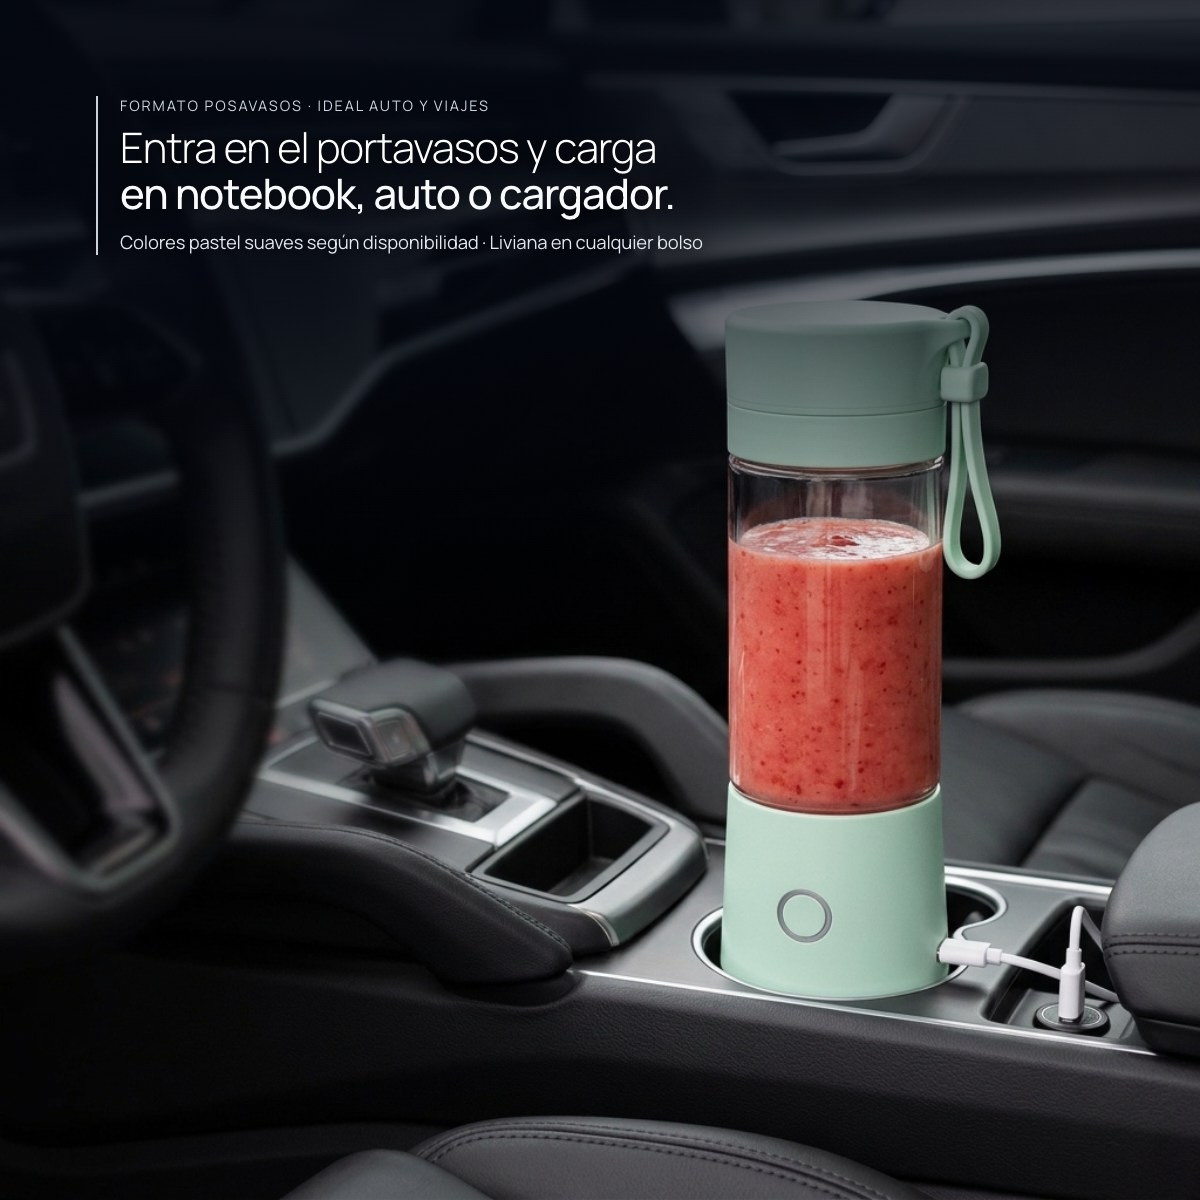 FORMATO POSAVASOS · IDEAL AUTO Y VIAJES
Entra en el portavasos y carga
en notebook, auto o cargador.
Colores pastel suaves según disponibilidad · Liviana en cualquier bolso